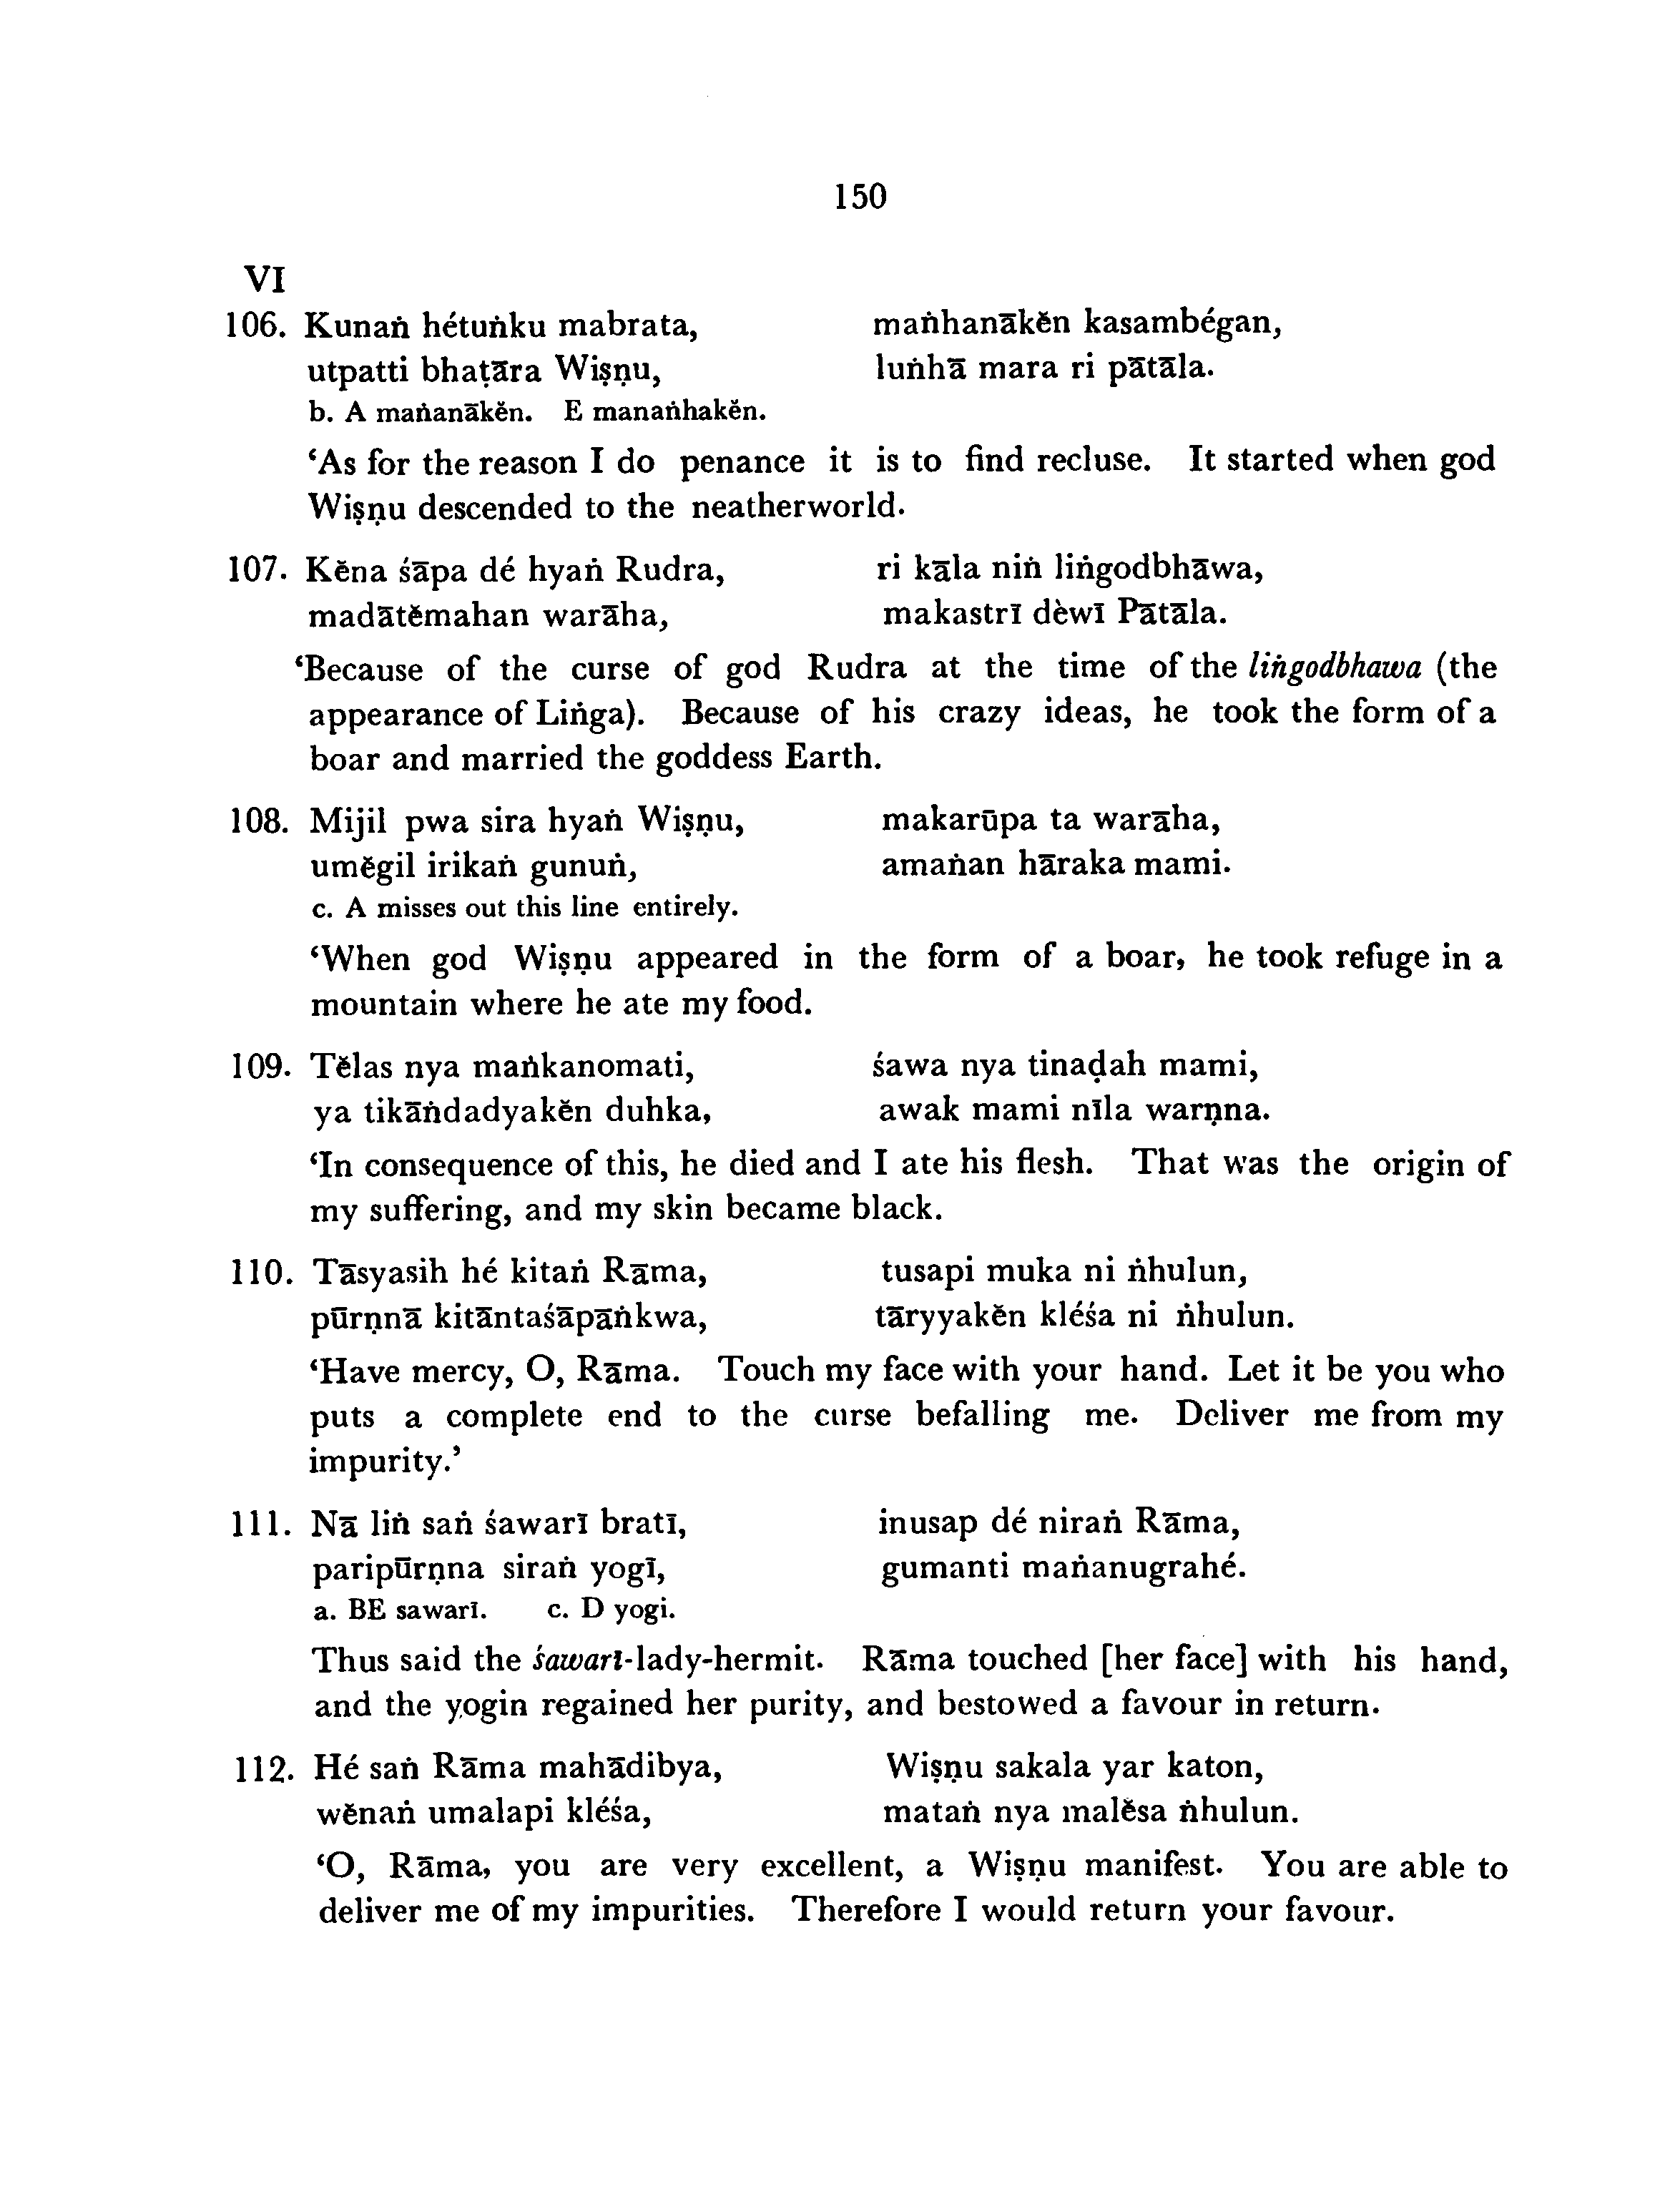 150
VI
106. Kunaṅ hétuṅku mabrata, maṅhanākĕn kasambégan,
utpatti bhaṭāra Wiṣṇu, luṅhā mara ri pātāla.
b. A maṅanākĕn. E manaṅhakĕn.
‘As for the reason I do penance it is to find recluse. It started when god
Wiṣṇu descended to the neatherworld.
107. Kĕna śāpa dé hyaṅ Rudra, ri kāla niṅ liṅgodbhāwa,
madātĕmahan warāha, makastrī dèwī Pātāla.
‘Because of the curse of god Rudra at the time of the liṅgodbhawa (the
appearance of Liṅga). Because of his crazy ideas, he took the form of a
boar and married the goddess Earth.
108. Mijil pwa sira hyaṅ Wiṣṇu, makarūpa ta warāha,
umĕgil irikaṅ gunuṅ, amaṅan hāraka mami.
c. A misses out this line entirely.
‘When god Wiṣṇu appeared in the form of a boar, he took refuge in a
mountain where he ate my food.
109. Tĕlas nya maṅkanomati, śawa nya tinaḍah mami,
ya tikāṅdadyakĕn duhka, awak mami nīla warṇna.
‘In consequence of this, he died and I ate his flesh. That was the origin of
my suffering, and my skin became black.
110. Tāsyasih hé kitaṅ Rāma, tusapi muka ni ṅhulun,
pūrṇnā kitāntaśāpāṅkwa, tāryyakĕn kléśa ni ṅhulun.
‘Have mercy, O, Rāma. Touch my face with your hand. Let it be you who
puts a complete end to the curse befalling me. Deliver me from my
impurity.’
111. Nā liṅ saṅ śawarī bratī, inusap dé niraṅ Rāma,
paripūrṇna siraṅ yogī, gumanti maṅanugrahé.
a. BE sawarī. c. D yogi.
Thus said the śawarī-lady-hermit. Rāma touched [her face] with his hand,
and the yogin regained her purity, and bestowed a favour in return.
112. Hé saṅ Rāma mahādibya, Wiṣṇu sakala yar katon,
wĕnaṅ umalapi kléśa, mataṅ nya malĕsa ṅhulun.
‘O, Rāma, you are very excellent, a Wiṣṇu manifest. You are able to
deliver me of my impurities. Therefore I would return your favour.